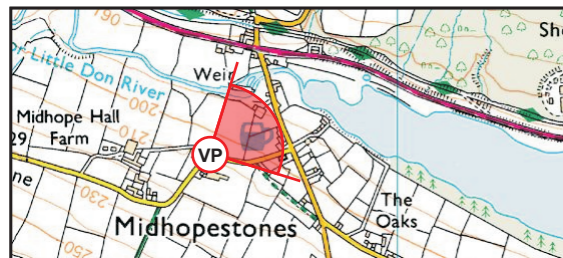 190
Sh
or Little Don River
Weir
200
Midhope Hall
Farm
210
29
VP
ne
230
The
Oaks
Midhopestones
250